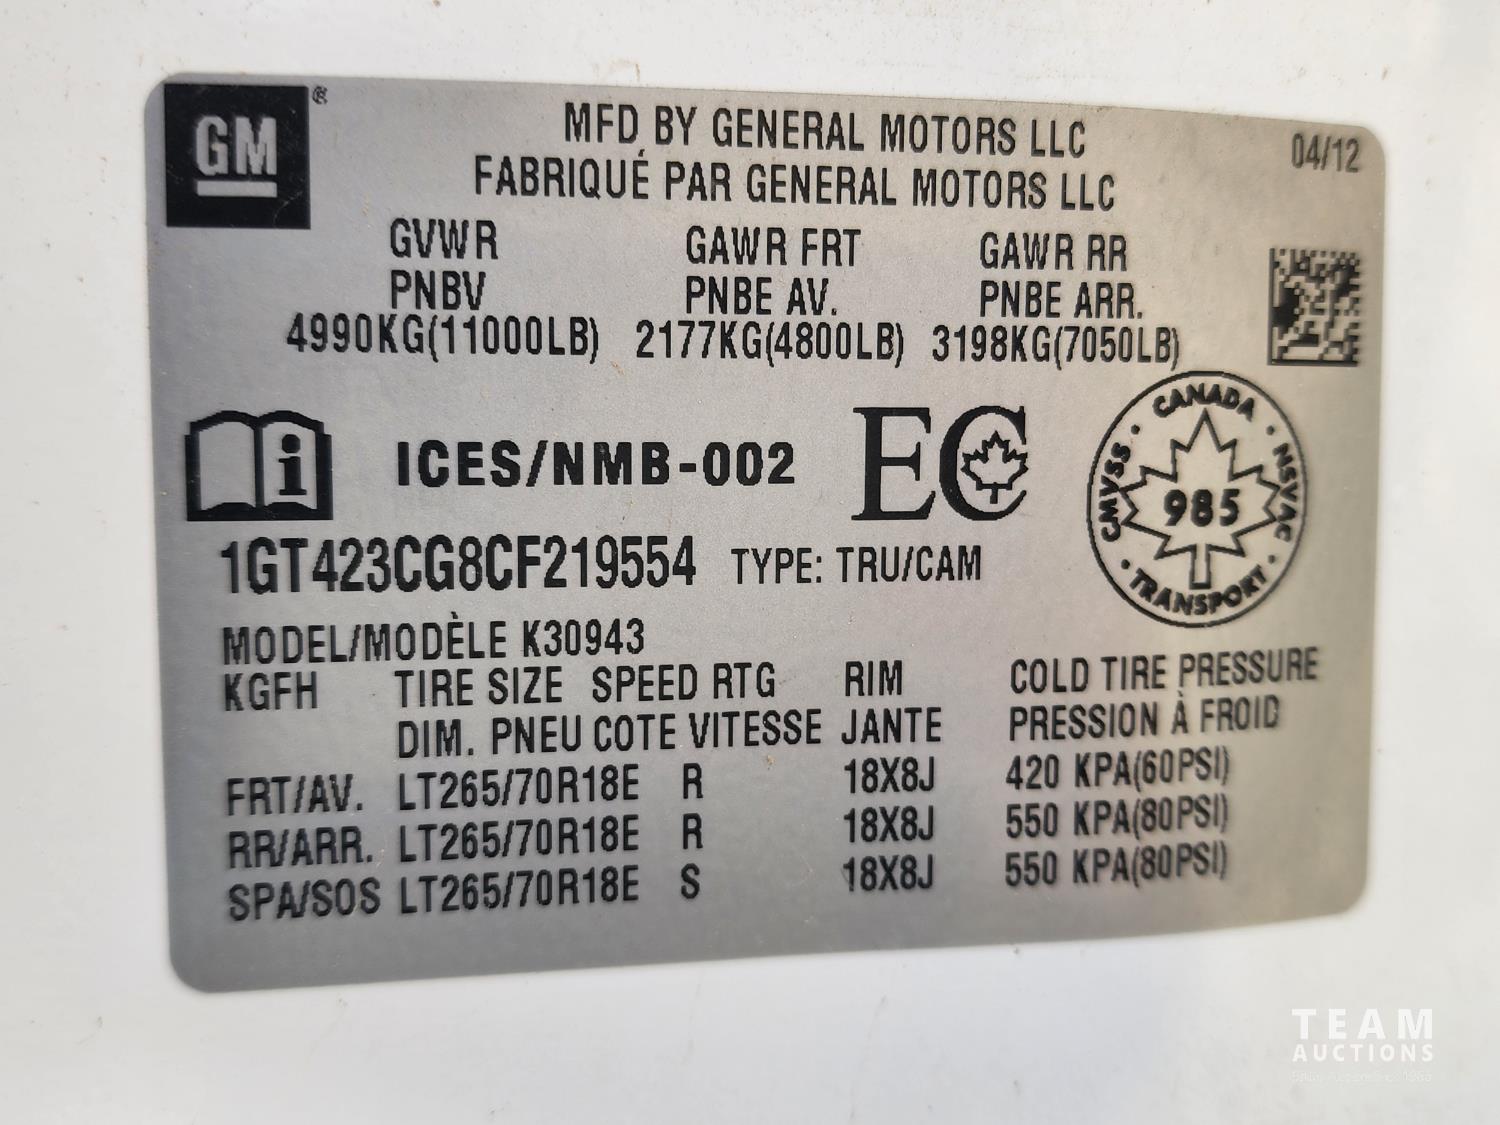 GM ®
MFD BY GENERAL MOTORS LLC
04/12
FABRIQUÉ PAR GENERAL MOTORS LLC
GVWR GAWR FRT GAWR RR
PNBV PNBE AV. PNBE ARR.
4990KG(11000LB) 2177KG(4800LB) 3198KG(7050LB)
i ICES/NMB-002 EC
CANADA · NSVAC · TRANSPORT · CMVSS ·
985
1GT423CG8CF219554 TYPE: TRU/CAM
MODEL/MODÈLE K30943
KGFH TIRE SIZE SPEED RTG RIM COLD TIRE PRESSURE
DIM. PNEU COTE VITESSE JANTE PRESSION À FROID
FRT/AV. LT265/70R18E R 18X8J 420 KPA(60PSI)
RR/ARR. LT265/70R18E R 18X8J 550 KPA(80PSI)
SPA/SOS LT265/70R18E S 18X8J 550 KPA(80PSI)
TEAM
AUCTIONS